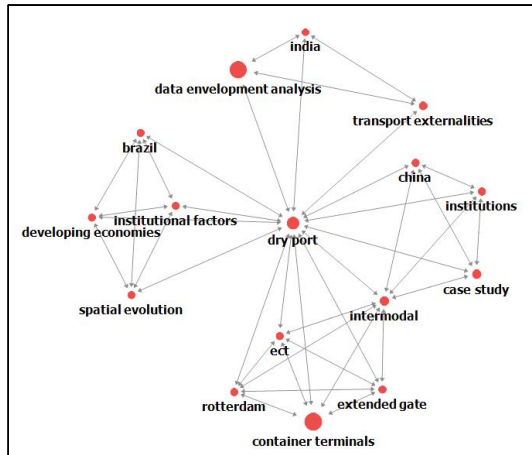 india
data envelopment analysis
transport externalities
brazil
china
institutional factors
institutions
developing economies
dry port
case study
spatial evolution
intermodal
ect
rotterdam
extended gate
container terminals